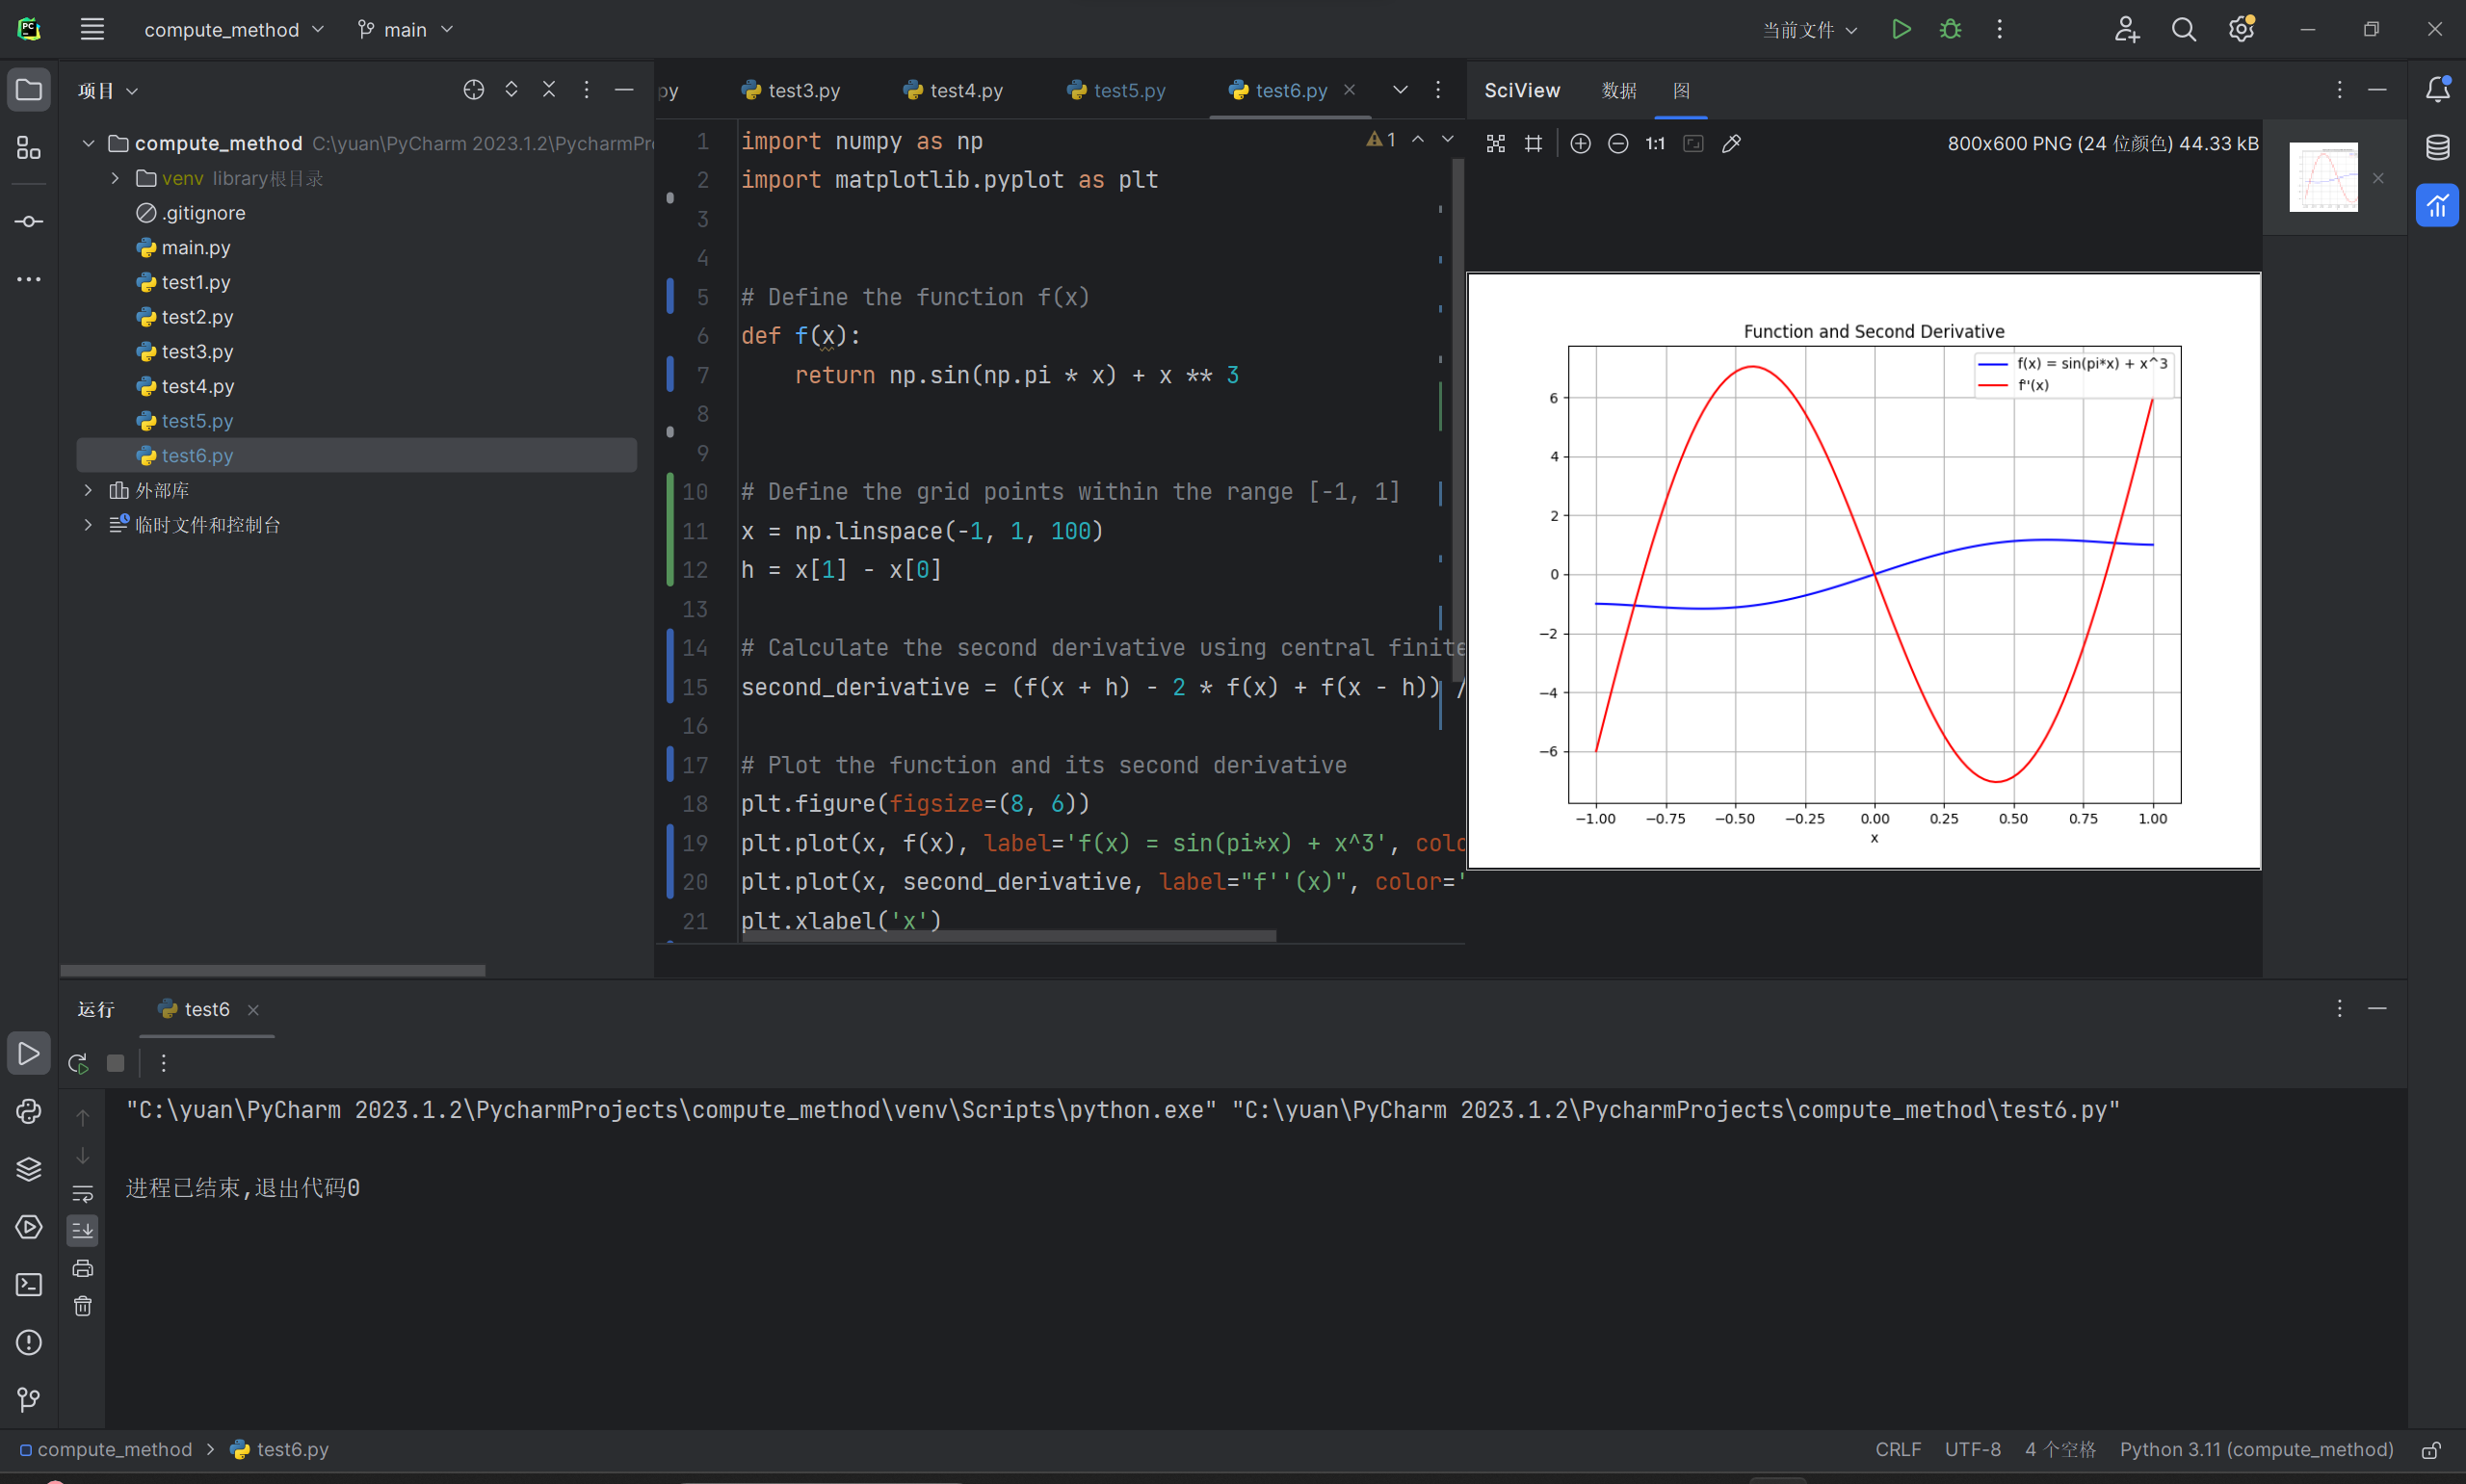 compute_method
main
当前文件
项目
compute_method C:\yuan\PyCharm 2023.1.2\PycharmPr
venv library根目录
.gitignore
main.py
test1.py
test2.py
test3.py
test4.py
test5.py
test6.py
外部库
临时文件和控制台
py
test3.py
test4.py
test5.py
test6.py
1
1 import numpy as np
2 import matplotlib.pyplot as plt
3
4
5 # Define the function f(x)
6 def f(x):
7 return np.sin(np.pi * x) + x ** 3
8
9
10 # Define the grid points within the range [-1, 1]
11 x = np.linspace(-1, 1, 100)
12 h = x[1] - x[0]
13
14 # Calculate the second derivative using central finite
15 second_derivative = (f(x + h) - 2 * f(x) + f(x - h)) /
16
17 # Plot the function and its second derivative
18 plt.figure(figsize=(8, 6))
19 plt.plot(x, f(x), label='f(x) = sin(pi*x) + x^3', colo
20 plt.plot(x, second_derivative, label="f''(x)", color='
21 plt.xlabel('x')
SciView 数据 图
1:1
800x600 PNG (24 位颜色) 44.33 kB
Function and Second Derivative
f(x) = sin(pi*x) + x^3
f''(x)
6
4
2
0
−2
−4
−6
−1.00 −0.75 −0.50 −0.25 0.00 0.25 0.50 0.75 1.00
x
运行 test6
"C:\yuan\PyCharm 2023.1.2\PycharmProjects\compute_method\venv\Scripts\python.exe" "C:\yuan\PyCharm 2023.1.2\PycharmProjects\compute_method\test6.py"
进程已结束,退出代码0
compute_method > test6.py
CRLF UTF-8 4 个空格 Python 3.11 (compute_method)